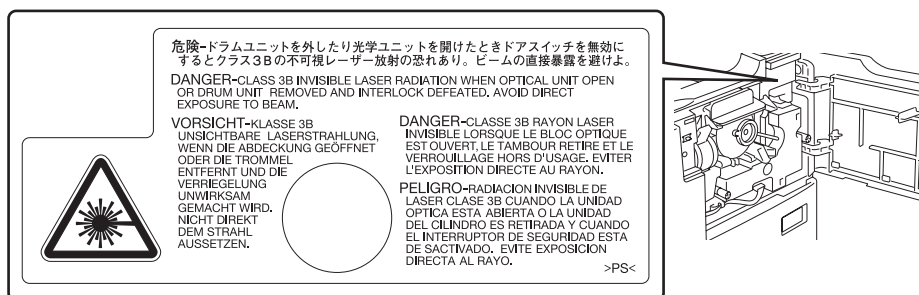 危険-ドラムユニットを外したり光学ユニットを開けたときドアスイッチを無効に
するとクラス3Bの不可視レーザー放射の恐れあり。ビームの直接暴露を避けよ。
DANGER-CLASS 3B INVISIBLE LASER RADIATION WHEN OPTICAL UNIT OPEN
OR DRUM UNIT REMOVED AND INTERLOCK DEFEATED. AVOID DIRECT
EXPOSURE TO BEAM.
VORSICHT-KLASSE 3B
UNSICHTBARE LASERSTRAHLUNG,
WENN DIE ABDECKUNG GEÖFFNET
ODER DIE TROMMEL
ENTFERNT UND DIE
VERRIEGELUNG
UNWIRKSAM
GEMACHT WIRD.
NICHT DIREKT
DEM STRAHL
AUSSETZEN.
DANGER-CLASSE 3B RAYON LASER
INVISIBLE LORSQUE LE BLOC OPTIQUE
EST OUVERT, LE TAMBOUR RETIRE ET LE
VERROUILLAGE HORS D'USAGE. EVITER
L'EXPOSITION DIRECTE AU RAYON.
PELIGRO-RADIACION INVISIBLE DE
LASER CLASE 3B CUANDO LA UNIDAD
OPTICA ESTA ABIERTA O LA UNIDAD
DEL CILINDRO ES RETIRADA Y CUANDO
EL INTERRUPTOR DE SEGURIDAD ESTA
DE SACTIVADO. EVITE EXPOSICION
DIRECTA AL RAYO.
>PS<